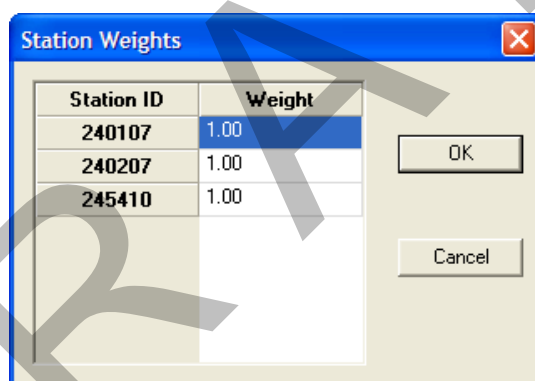 Station Weights
Station ID Weight
240107 1.00
240207 1.00
245410 1.00
OK
Cancel